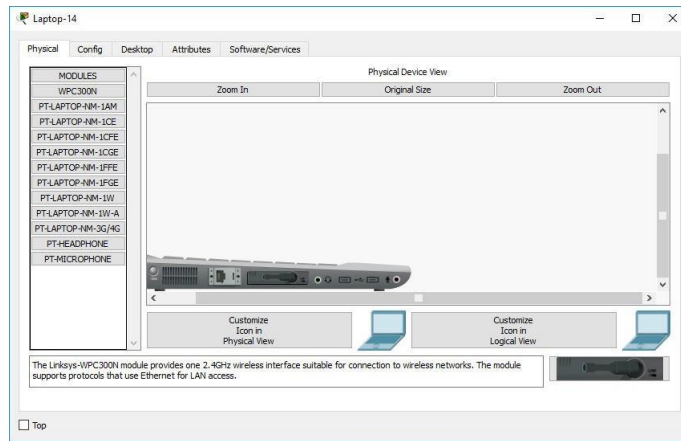 Laptop-14
Physical Config Desktop Attributes Software/Services
MODULES
WPC300N
PT-LAPTOP-NM-1AM
PT-LAPTOP-NM-1CE
PT-LAPTOP-NM-1CFE
PT-LAPTOP-NM-1CGE
PT-LAPTOP-NM-1FFE
PT-LAPTOP-NM-1FGE
PT-LAPTOP-NM-1W
PT-LAPTOP-NM-1W-A
PT-LAPTOP-NM-3G/4G
PT-HEADPHONE
PT-MICROPHONE
Physical Device View
Zoom In Original Size Zoom Out
Customize
Icon in
Physical View
Customize
Icon in
Logical View
The Linksys-WPC300N module provides one 2.4GHz wireless interface suitable for connection to wireless networks. The module
supports protocols that use Ethernet for LAN access.
Top